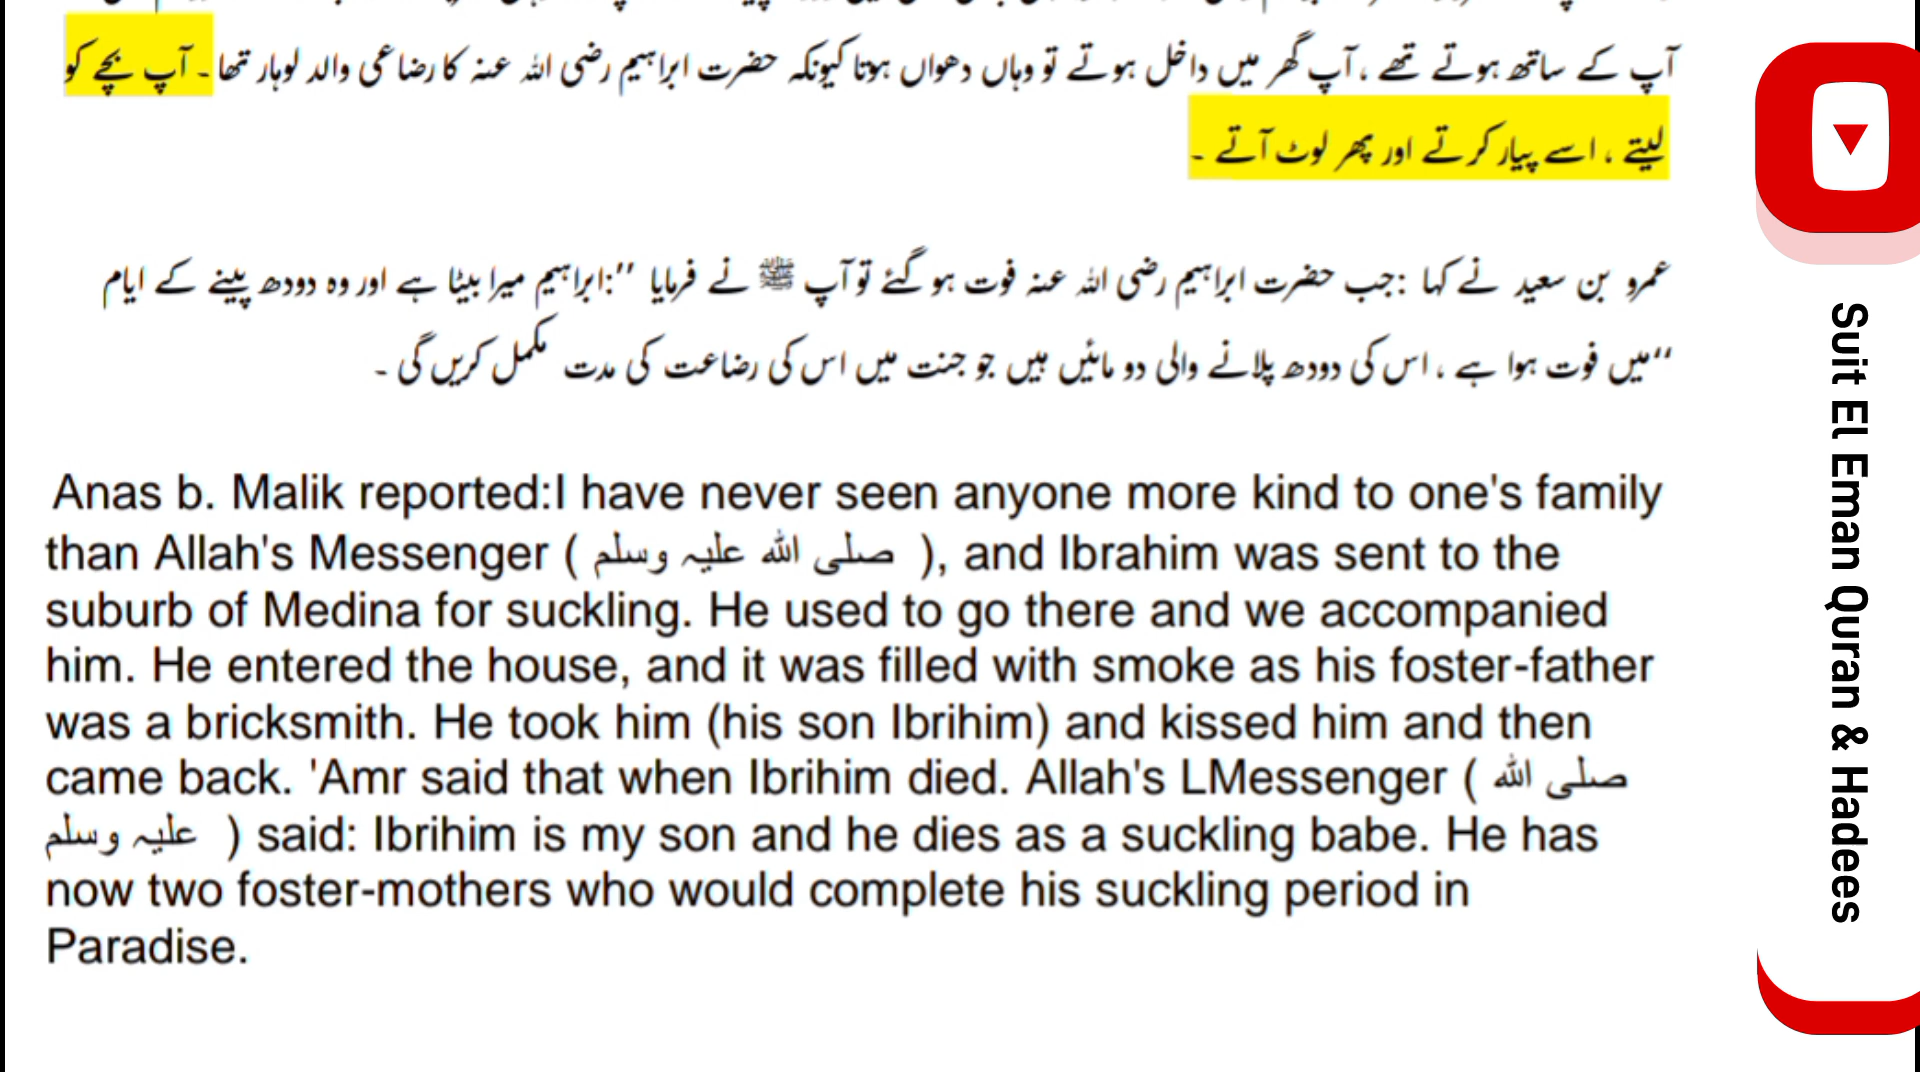 آپ کے ساتھ ہوتے تھے ، آپ گھر میں داخل ہوتے تو وہاں دھواں ہوتا کیونکہ حضرت ابراہیم رضی اللہ عنہ کا رضاعی والد لوہار تھا ۔ آپ بچے کو
لیتے ، اسے پیار کرتے اور پھر لوٹ آتے ۔
عمرو بن سعید نے کہا :جب حضرت ابراہیم رضی اللہ عنہ فوت ہو گئے تو آپ ﷺ نے فرمایا ’’:ابراہیم میرا بیٹا ہے اور وہ دودھ پینے کے ایام
‘‘میں فوت ہوا ہے ، اس کی دودھ پلانے والی دو مائیں ہیں جو جنت میں اس کی رضاعت کی مدت مکمل کریں گی ۔
Anas b. Malik reported:I have never seen anyone more kind to one's family
than Allah's Messenger ( صلی اللہ علیہ وسلم ), and Ibrahim was sent to the
suburb of Medina for suckling. He used to go there and we accompanied
him. He entered the house, and it was filled with smoke as his foster-father
was a bricksmith. He took him (his son Ibrihim) and kissed him and then
came back. 'Amr said that when Ibrihim died. Allah's LMessenger ( صلی اللہ
علیہ وسلم ) said: Ibrihim is my son and he dies as a suckling babe. He has
now two foster-mothers who would complete his suckling period in
Paradise.
Suit El Eman Quran & Hadees